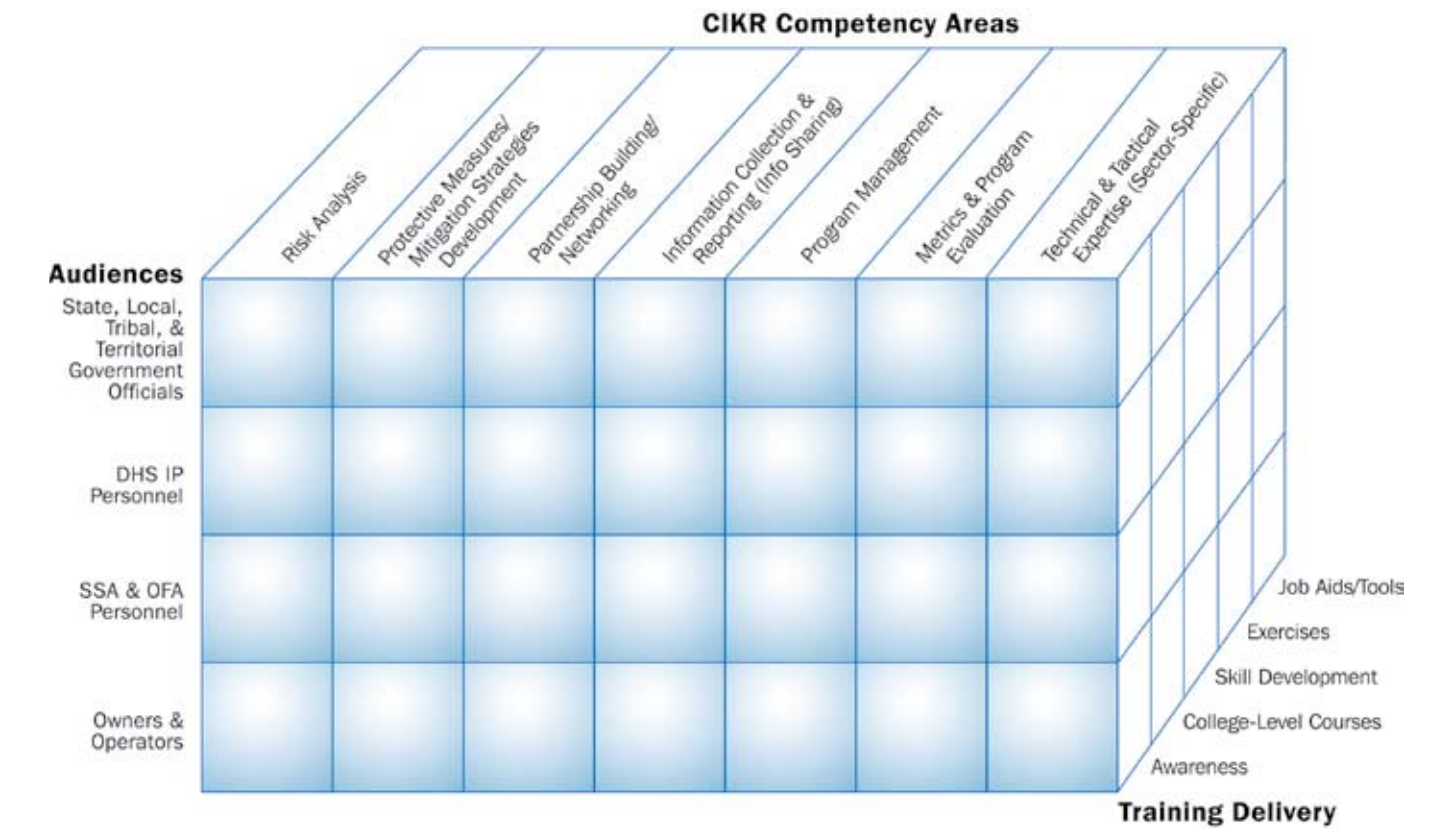 CIKR Competency Areas
Risk Analysis
Protective Measures/
Mitigation Strategies
Development
Partnership Building/
Networking
Information Collection &
Reporting (Info Sharing)
Program Management
Metrics & Program
Evaluation
Technical & Tactical
Expertise (Sector-Specific)
Audiences
State, Local,
Tribal, &
Territorial
Government
Officials
DHS IP
Personnel
SSA & OFA
Personnel
Owners &
Operators
Job Aids/Tools
Exercises
Skill Development
College-Level Courses
Awareness
Training Delivery